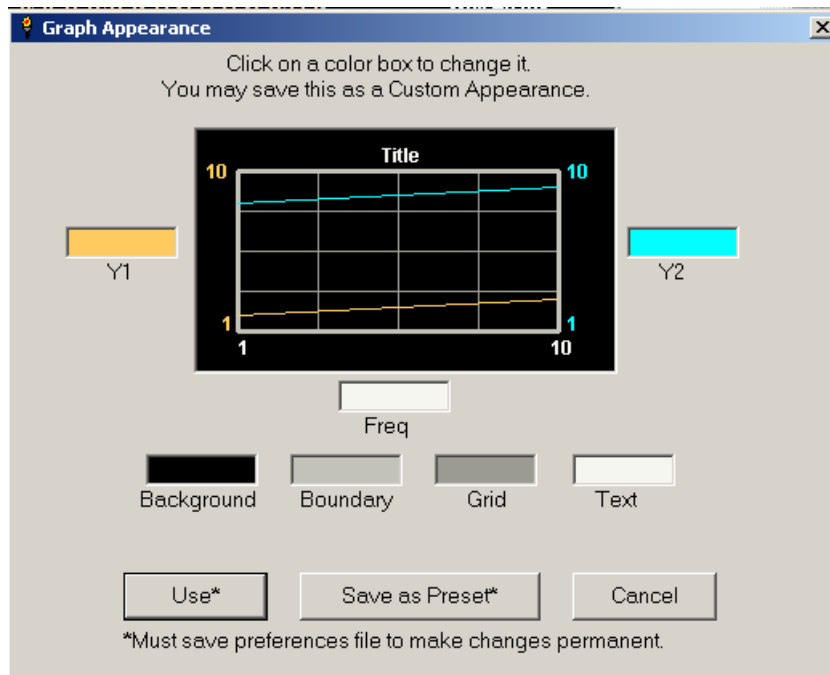 Graph Appearance
Click on a color box to change it.
You may save this as a Custom Appearance.
Title
10
10
Y1
Y2
1
1
1
10
Freq
Background Boundary Grid Text
Use* Save as Preset* Cancel
*Must save preferences file to make changes permanent.